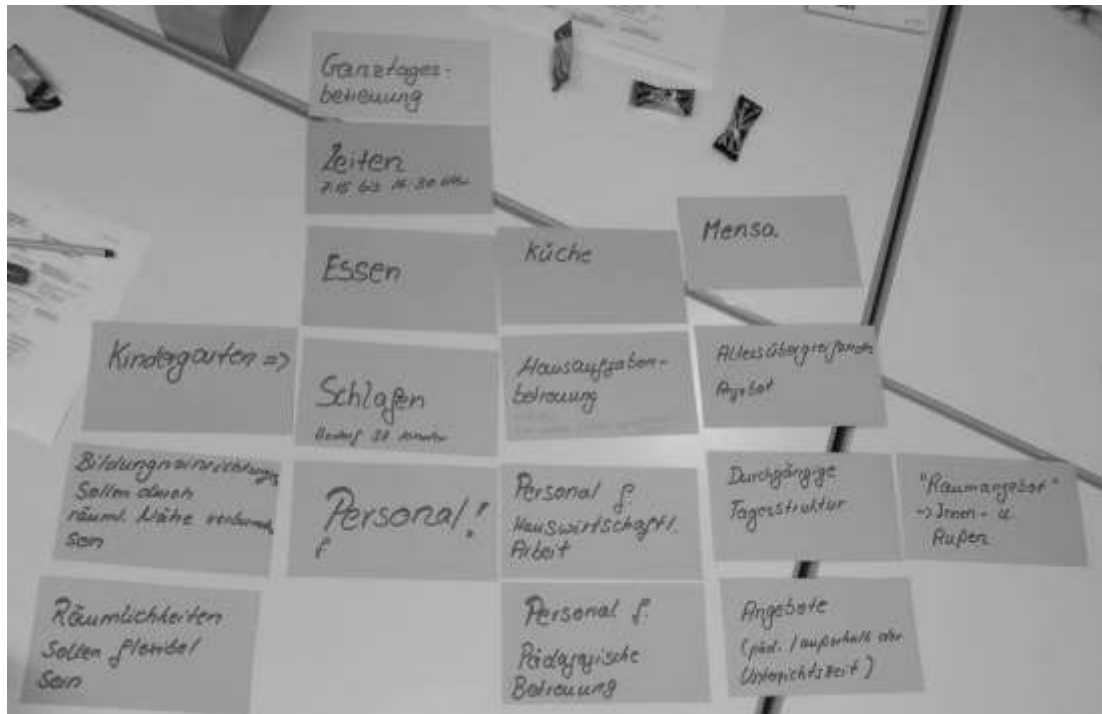 Ganztages-
betreuung
Zeiten
7.15 bis 16.30 Uhr
Essen
Küche
Mensa.
Kindergarten =>
Schlafen
Bedarf
Hausaufgaben-
betreuung
Altersübergreifendes
Angebot
Bildungseinrichtungen
Sollen durch
räuml. Nähe verbunden
sein
Personal!
f
Personal f.
Hauswirtschaftl.
Arbeit
Durchgängige
Tagesstruktur
"Raumangebot"
-> Innen- u.
Außen
Räumlichkeiten
Sollen flexibel
Sein
Personal f.
Pädagogische
Betreuung
Angebote
(päd. / außerhalb der
Unterrichtszeit)